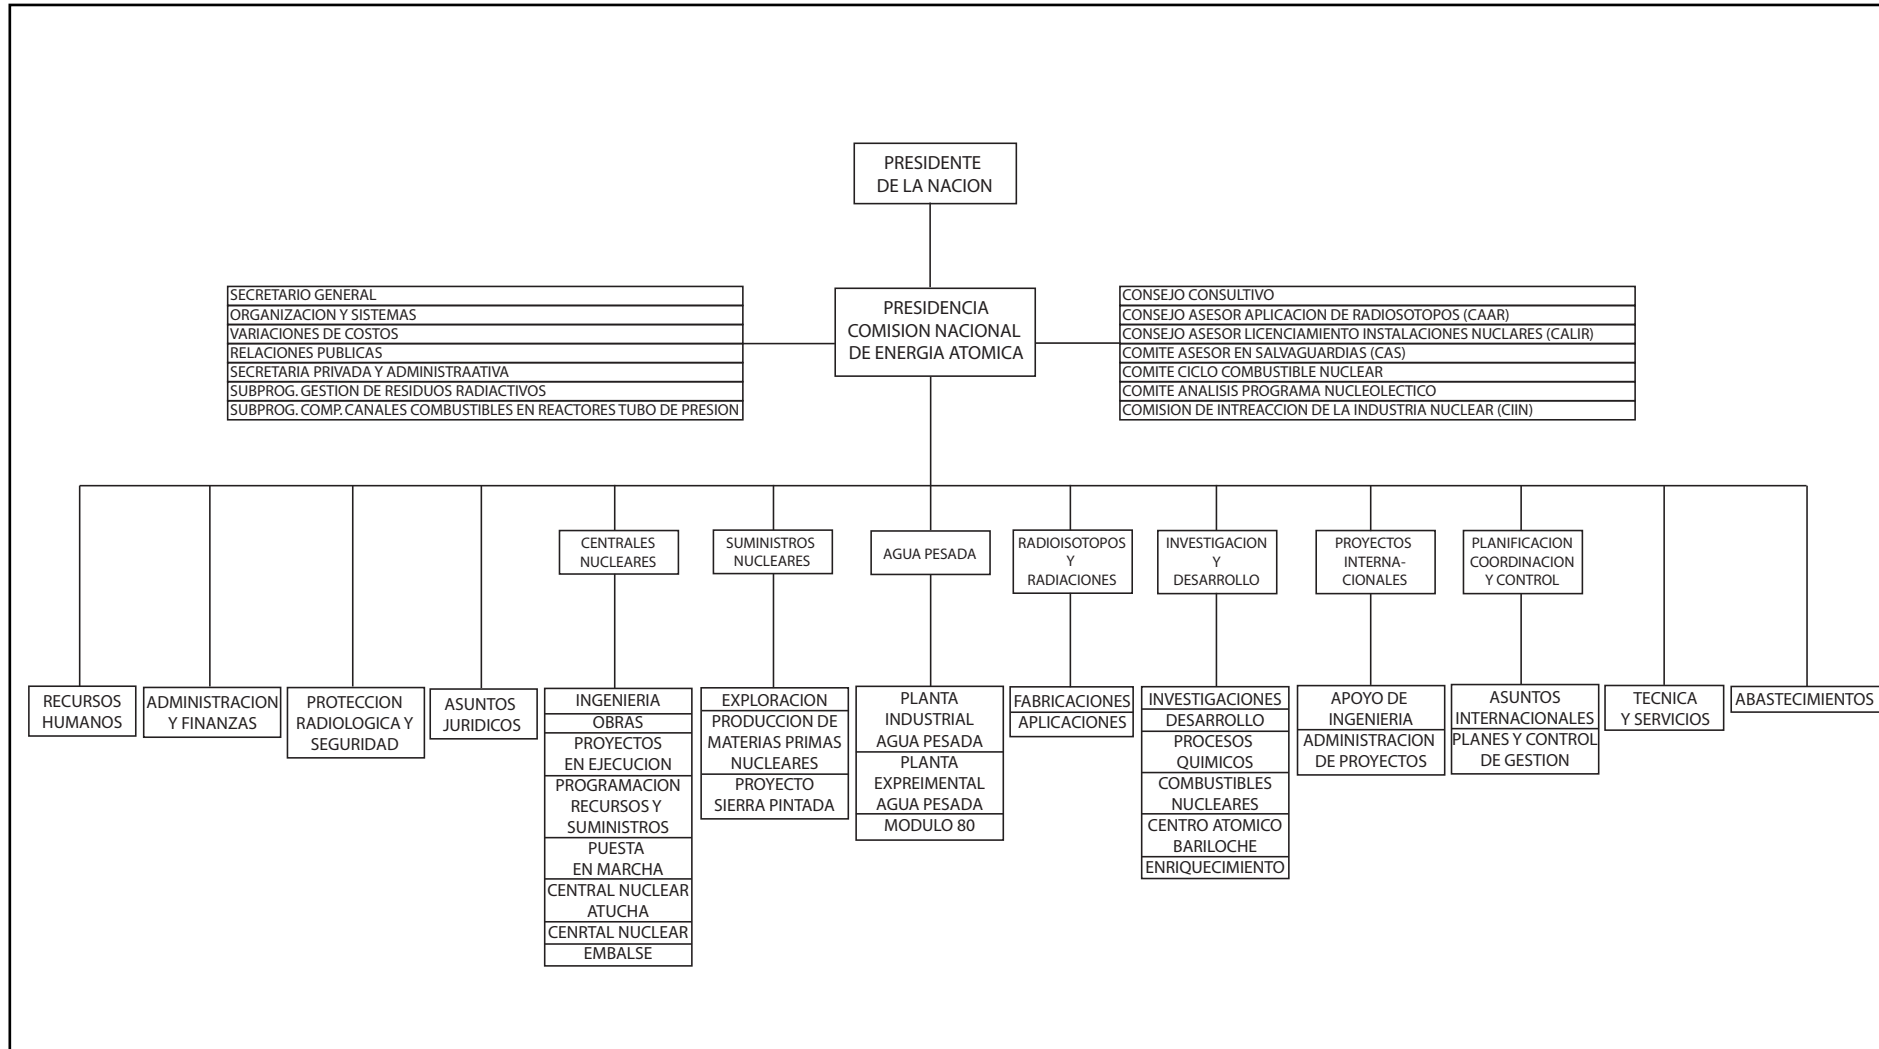 PRESIDENTE
DE LA NACION
SECRETARIO GENERAL
ORGANIZACION Y SISTEMAS
VARIACIONES DE COSTOS
RELACIONES PUBLICAS
SECRETARIA PRIVADA Y ADMINISTRAATIVA
SUBPROG. GESTION DE RESIDUOS RADIACTIVOS
SUBPROG. COMP. CANALES COMBUSTIBLES EN REACTORES TUBO DE PRESION
PRESIDENCIA
COMISION NACIONAL
DE ENERGIA ATOMICA
CONSEJO CONSULTIVO
CONSEJO ASESOR APLICACION DE RADIOSOTOPOS (CAAR)
CONSEJO ASESOR LICENCIAMIENTO INSTALACIONES NUCLARES (CALIR)
COMITE ASESOR EN SALVAGUARDIAS (CAS)
COMITE CICLO COMBUSTIBLE NUCLEAR
COMITE ANALISIS PROGRAMA NUCLEOLECTICO
COMISION DE INTREACCION DE LA INDUSTRIA NUCLEAR (CIIN)
CENTRALES
NUCLEARES
SUMINISTROS
NUCLEARES
AGUA PESADA
RADIOISOTOPOS
Y
RADIACIONES
INVESTIGACION
Y
DESARROLLO
PROYECTOS
INTERNA-
CIONALES
PLANIFICACION
COORDINACION
Y CONTROL
RECURSOS
HUMANOS
ADMINISTRACION
Y FINANZAS
PROTECCION
RADIOLOGICA Y
SEGURIDAD
ASUNTOS
JURIDICOS
INGENIERIA
OBRAS
PROYECTOS
EN EJECUCION
PROGRAMACION
RECURSOS Y
SUMINISTROS
PUESTA
EN MARCHA
CENTRAL NUCLEAR
ATUCHA
CENRTAL NUCLEAR
EMBALSE
EXPLORACION
PRODUCCION DE
MATERIAS PRIMAS
NUCLEARES
PROYECTO
SIERRA PINTADA
PLANTA
INDUSTRIAL
AGUA PESADA
PLANTA
EXPREIMENTAL
AGUA PESADA
MODULO 80
FABRICACIONES
APLICACIONES
INVESTIGACIONES
DESARROLLO
PROCESOS
QUIMICOS
COMBUSTIBLES
NUCLEARES
CENTRO ATOMICO
BARILOCHE
ENRIQUECIMIENTO
APOYO DE
INGENIERIA
ADMINISTRACION
DE PROYECTOS
ASUNTOS
INTERNACIONALES
PLANES Y CONTROL
DE GESTION
TECNICA
Y SERVICIOS
ABASTECIMIENTOS